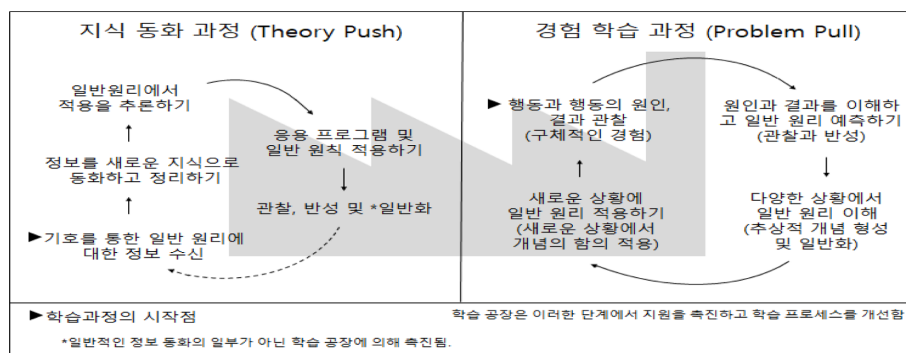 지식 동화 과정 (Theory Push)
일반원리에서
적용을 추론하기
응용 프로그램 및
일반 원칙 적용하기
정보를 새로운 지식으로
동화하고 정리하기
관찰, 반성 및 *일반화
▶기호를 통한 일반 원리에
대한 정보 수신
경험 학습 과정 (Problem Pull)
▶ 행동과 행동의 원인,
결과 관찰
(구체적인 경험)
원인과 결과를 이해하
고 일반 원리 예측하기
(관찰과 반성)
새로운 상황에
일반 원리 적용하기
(새로운 상황에서
개념의 함의 적용)
다양한 상황에서
일반 원리 이해
(추상적 개념 형성
및 일반화)
▶학습과정의 시작점
학습 공장은 이러한 단계에서 지원을 촉진하고 학습 프로세스를 개선함
*일반적인 정보 동화의 일부가 아닌 학습 공장에 의해 촉진됨.